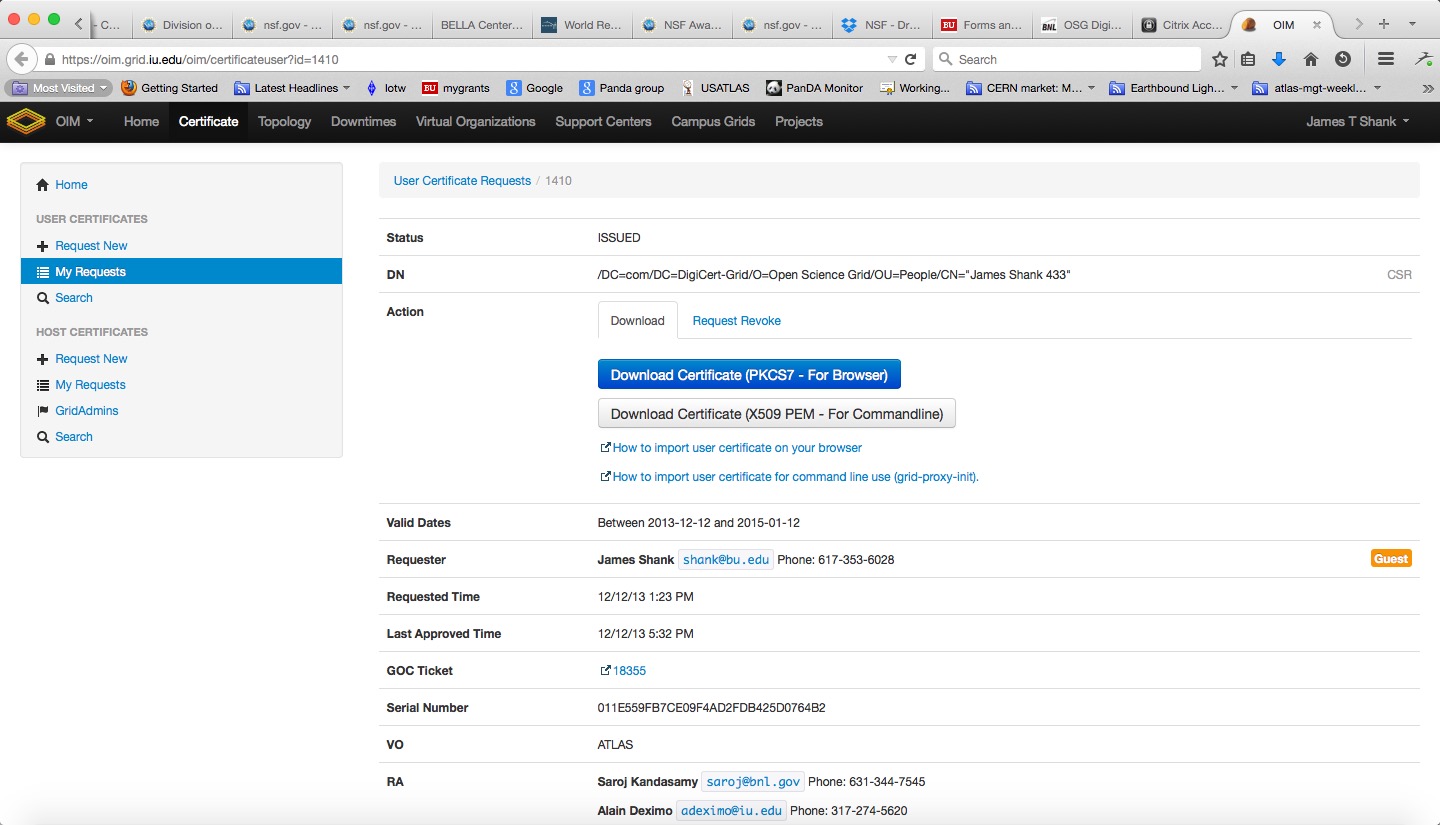 - C...
Division o...
nsf.gov - ...
nsf.gov - ...
BELLA Center...
World Re...
NSF Awa...
nsf.gov - ...
NSF - Dr...
BU Forms an...
BNL OSG Digi...
Citrix Acc...
OIM
https://oim.grid.iu.edu/oim/certificateuser?id=1410
Search
Most Visited
Getting Started
Latest Headlines
lotw
BU mygrants
8 Google
8 Panda group
USATLAS
PanDA Monitor
Working...
CERN market: M...
Earthbound Ligh...
atlas-mgt-weekl...
OIM
Home
Certificate
Topology
Downtimes
Virtual Organizations
Support Centers
Campus Grids
Projects
James T Shank
Home
USER CERTIFICATES
Request New
My Requests
Search
HOST CERTIFICATES
Request New
My Requests
GridAdmins
Search
User Certificate Requests / 1410
Status ISSUED
DN /DC=com/DC=DigiCert-Grid/O=Open Science Grid/OU=People/CN="James Shank 433" CSR
Action Download Request Revoke
Download Certificate (PKCS7 - For Browser)
Download Certificate (X509 PEM - For Commandline)
How to import user certificate on your browser
How to import user certificate for command line use (grid-proxy-init).
Valid Dates Between 2013-12-12 and 2015-01-12
Requester James Shank shank@bu.edu Phone: 617-353-6028 Guest
Requested Time 12/12/13 1:23 PM
Last Approved Time 12/12/13 5:32 PM
GOC Ticket 18355
Serial Number 011E559FB7CE09F4AD2FDB425D0764B2
VO ATLAS
RA Saroj Kandasamy saroj@bnl.gov Phone: 631-344-7545
Alain Deximo adeximo@iu.edu Phone: 317-274-5620